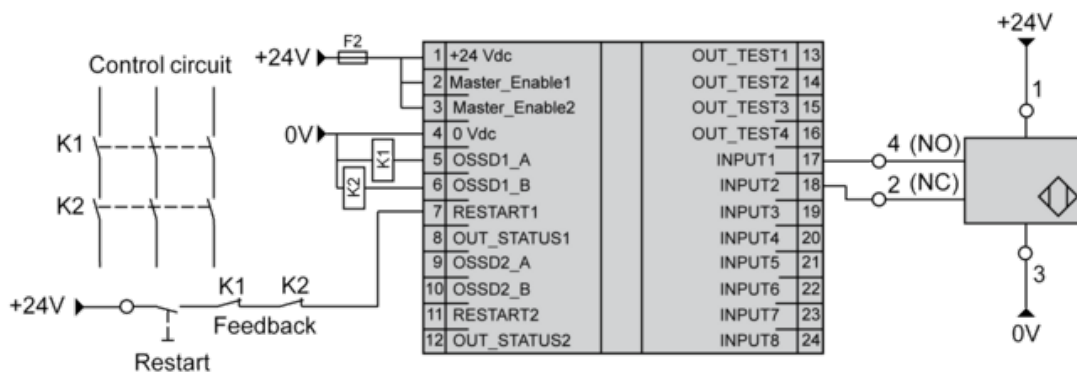 +24V
F2
Control circuit
+24V
1 +24 Vdc
OUT_TEST1 13
2 Master_Enable1
OUT_TEST2 14
3 Master_Enable2
OUT_TEST3 15
1
0V
4 0 Vdc
OUT_TEST4 16
K1
K1
5 OSSD1_A
INPUT1 17
4 (NO)
K2
K2
6 OSSD1_B
INPUT2 18
2 (NC)
7 RESTART1
INPUT3 19
8 OUT_STATUS1
INPUT4 20
9 OSSD2_A
INPUT5 21
3
K1
K2
10 OSSD2_B
INPUT6 22
+24V
Feedback
11 RESTART2
INPUT7 23
0V
12 OUT_STATUS2
INPUT8 24
Restart